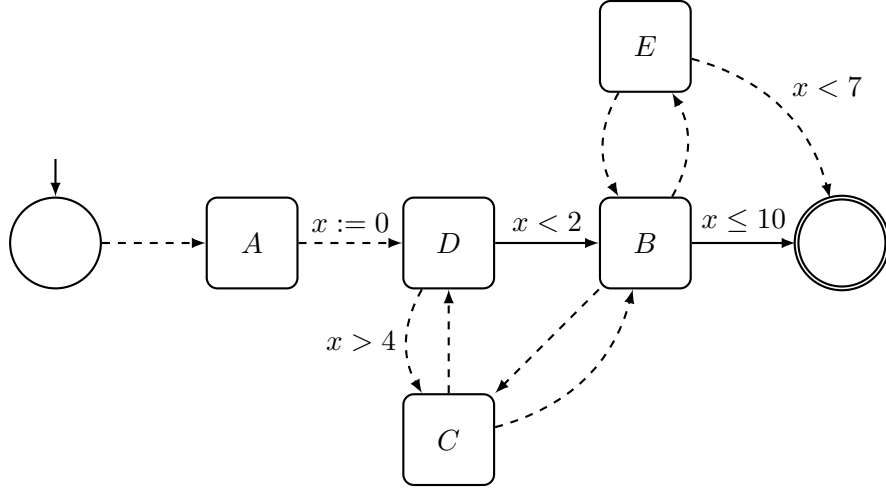 E
x < 7
A
x := 0
D
x < 2
B
x ≤ 10
x > 4
C